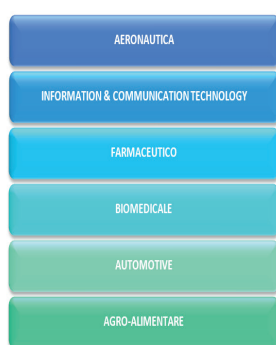 AERONAUTICA
INFORMATION & COMMUNICATION TECHNOLOGY
FARMACEUTICO
BIOMEDICALE
AUTOMOTIVE
AGRO-ALIMENTARE